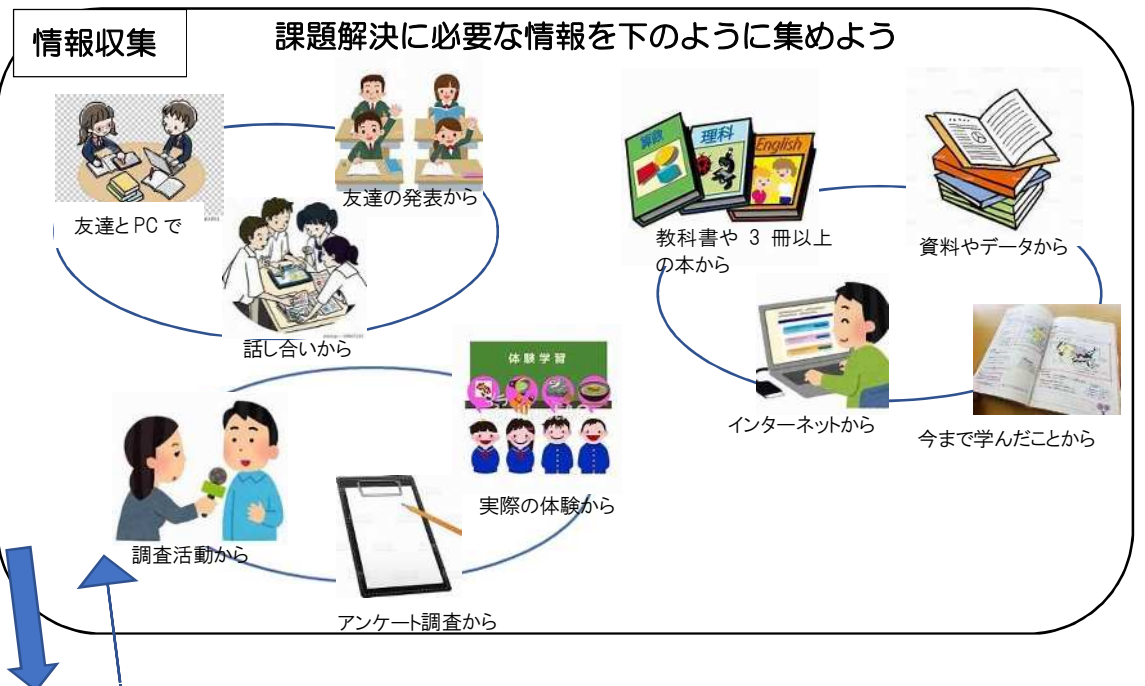 情報収集
課題解決に必要な情報を下のように集めよう
友達とPCで
友達の発表から
話し合いから
算数
理科
English
教科書や 3 冊以上
の本から
資料やデータから
インターネットから
今まで学んだことから
体験学習
実際の体験から
調査活動から
アンケート調査から